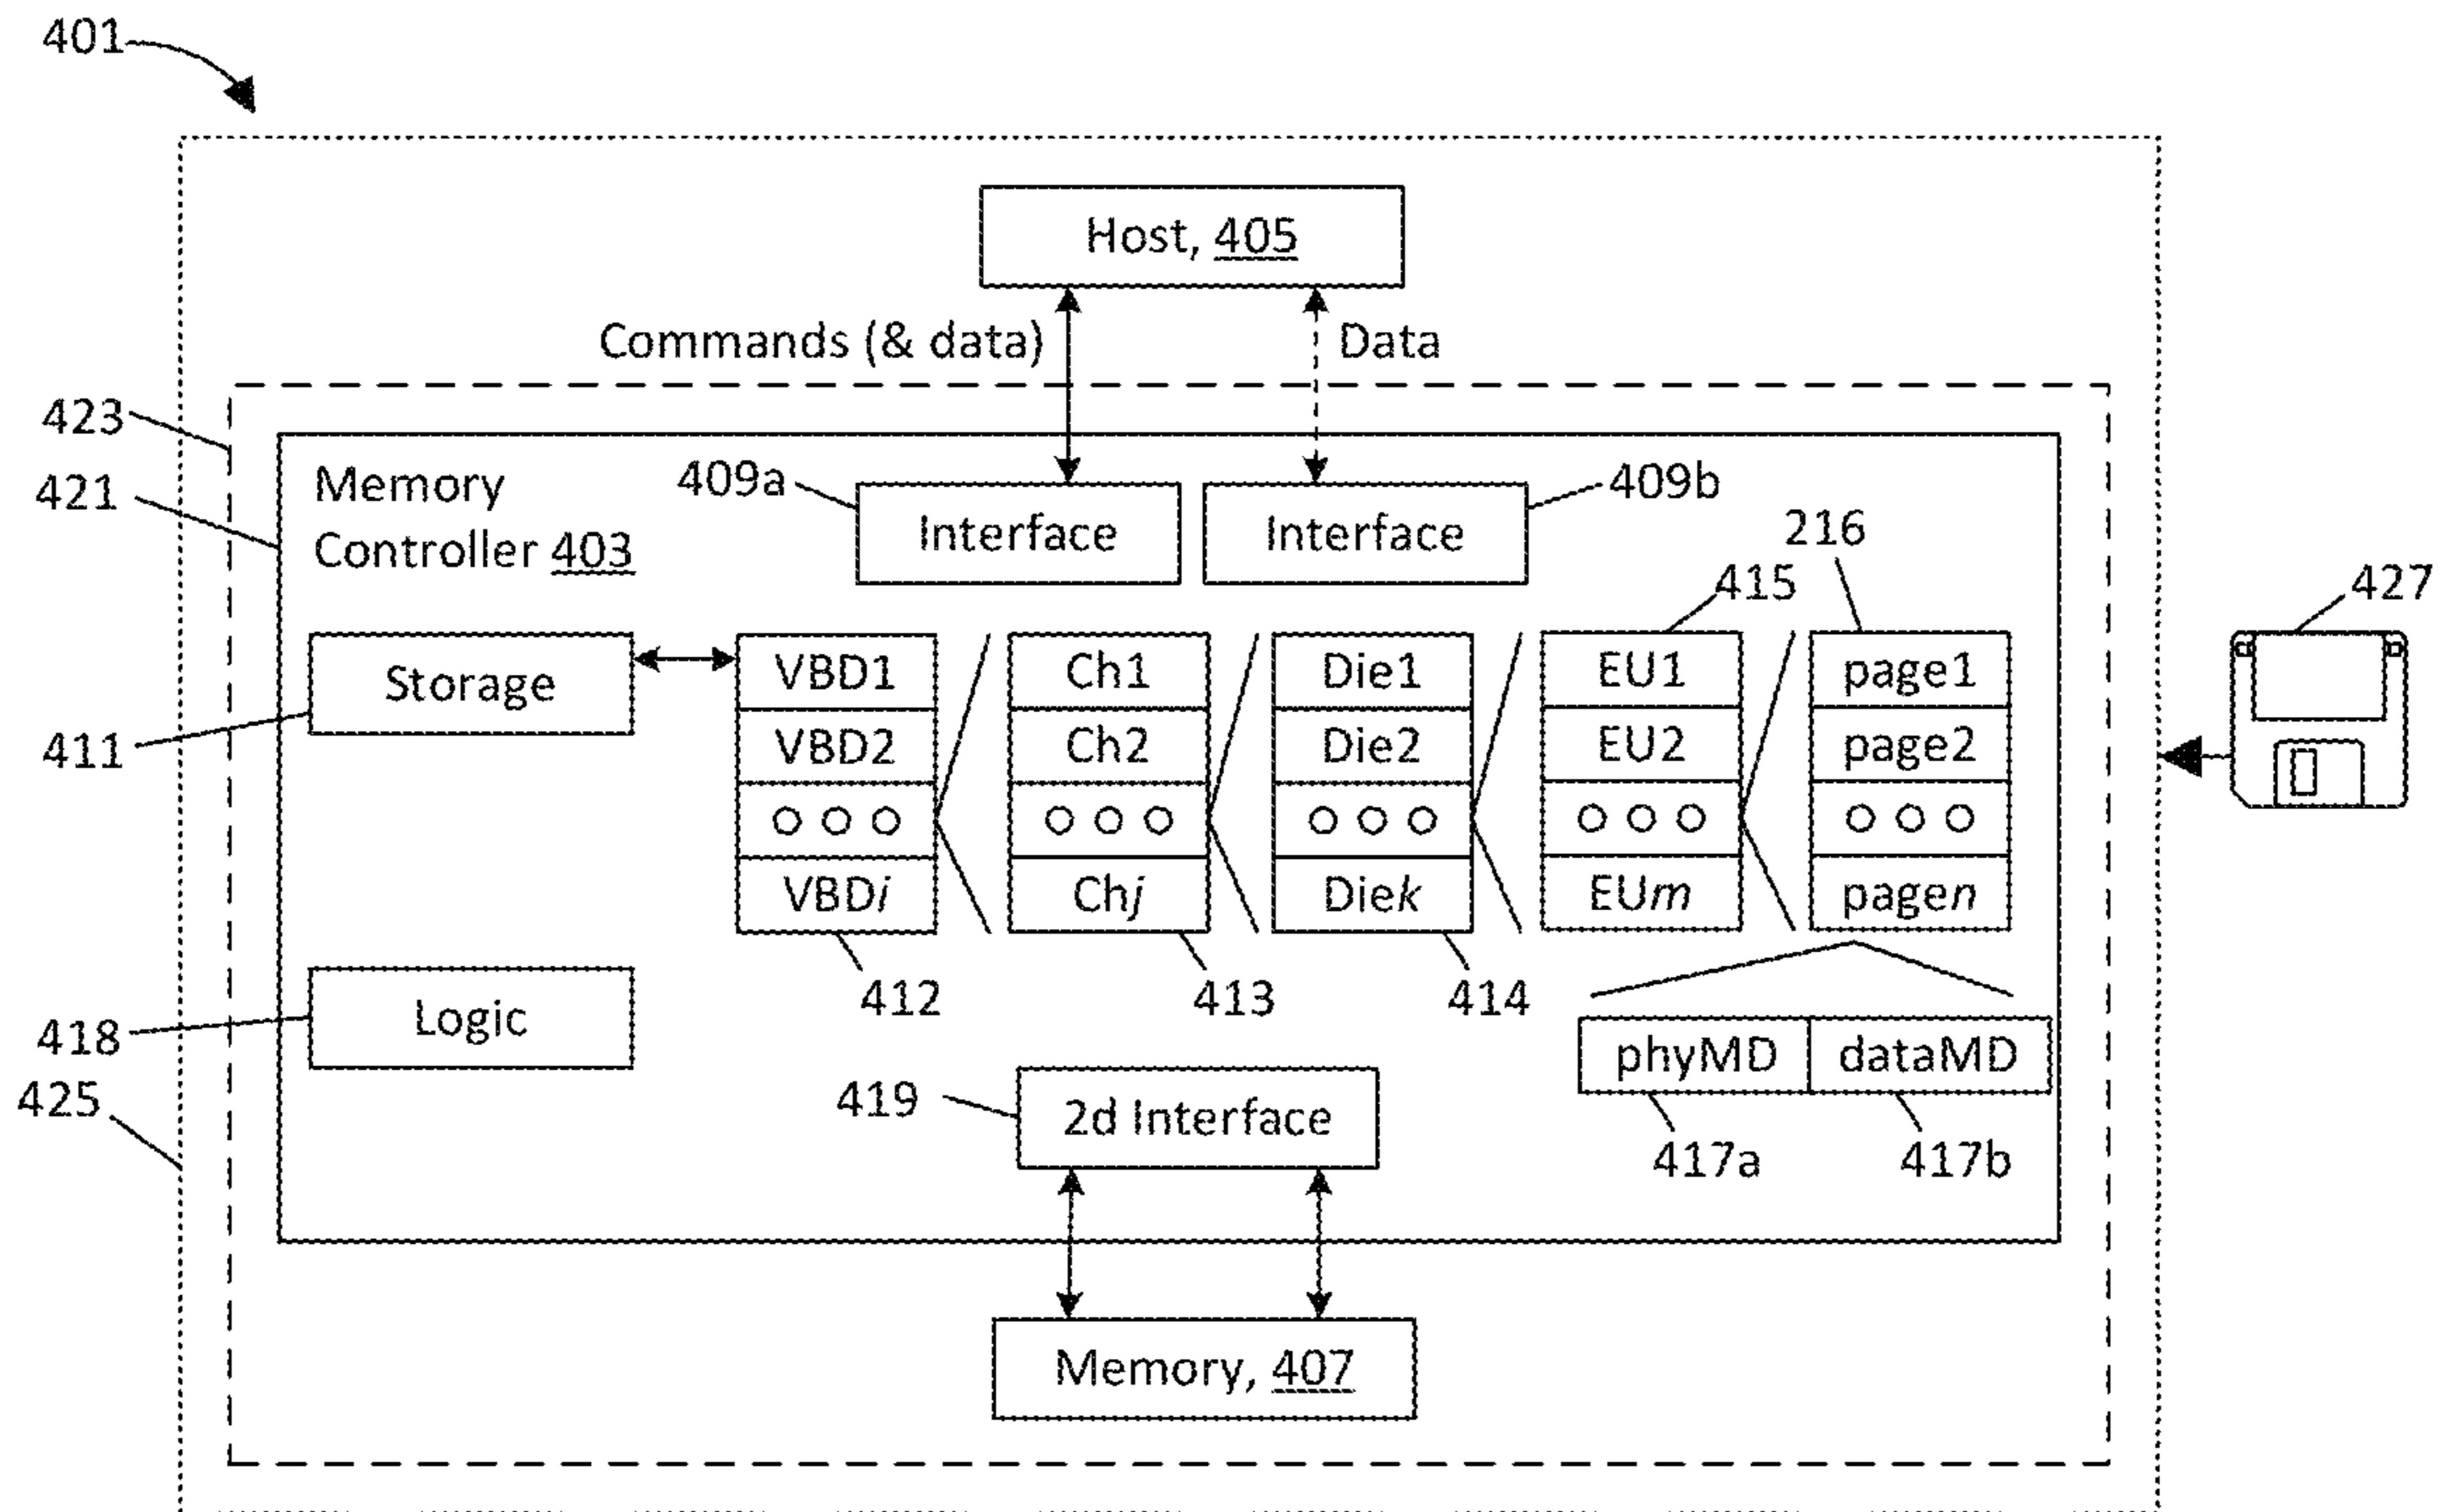 401
Host, 405
Commands (& data)
Data
423
421
Memory
Controller 403
409a
Interface
Interface
409b
216
415
427
Storage
411
VBD1
VBD2
VBDi
412
Ch1
Ch2
Chj
413
Die1
Die2
Diek
414
EU1
EU2
EUm
page1
page2
pagen
Logic
418
425
phyMD
dataMD
417a
417b
419
2d Interface
Memory, 407